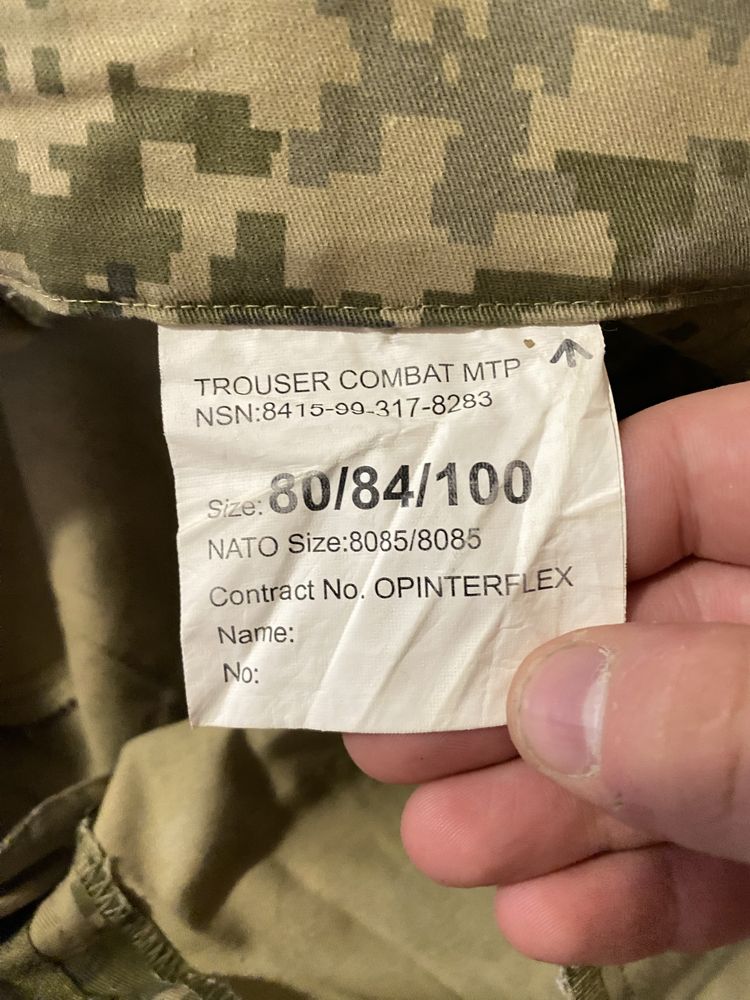 TROUSER COMBAT MTP
NSN:8415-99-317-8283
Size: 80/84/100
NATO Size:8085/8085
Contract No. OPINTERFLEX
Name:
No: